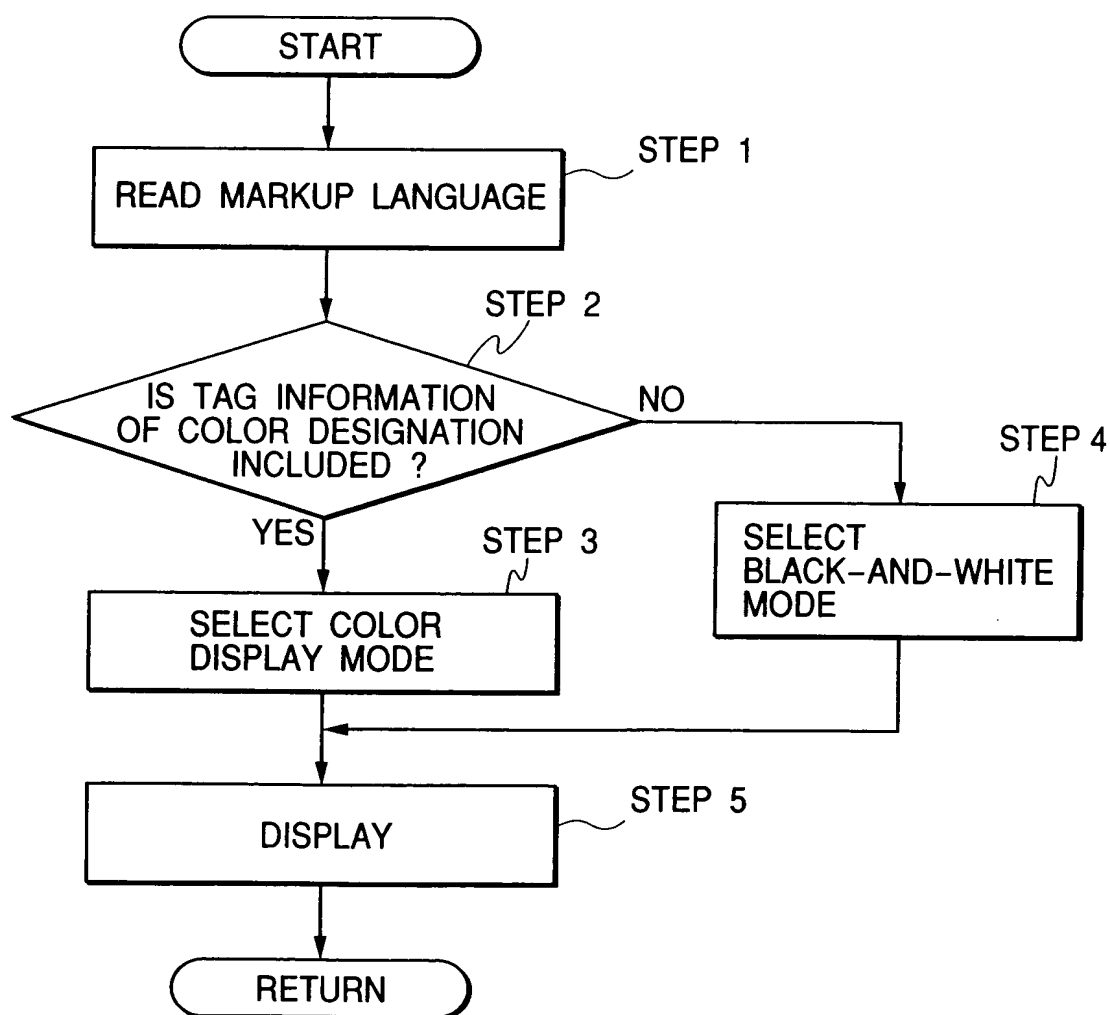 START
STEP 1
READ MARKUP LANGUAGE
STEP 2
IS TAG INFORMATION
OF COLOR DESIGNATION
INCLUDED ?
NO
YES
STEP 3
SELECT COLOR
DISPLAY MODE
STEP 4
SELECT
BLACK-AND-WHITE
MODE
STEP 5
DISPLAY
RETURN